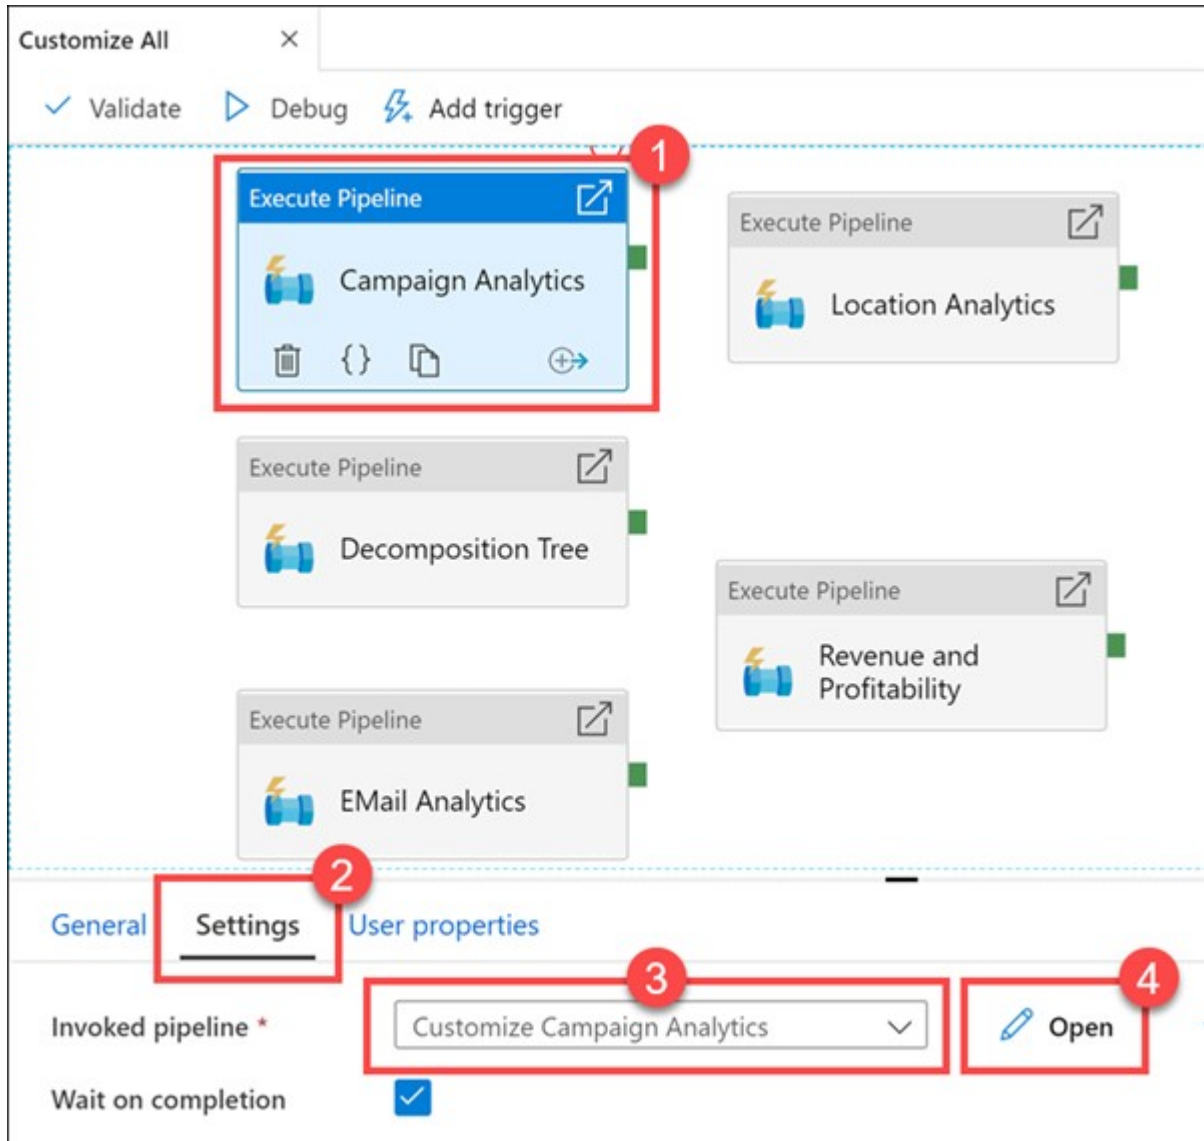 Customize All
Validate Debug Add trigger
1
Execute Pipeline
Campaign Analytics
{}
Execute Pipeline
Location Analytics
Execute Pipeline
Decomposition Tree
Execute Pipeline
Revenue and
Profitability
Execute Pipeline
EMail Analytics
2
General Settings User properties
3
4
Invoked pipeline * Customize Campaign Analytics Open
Wait on completion